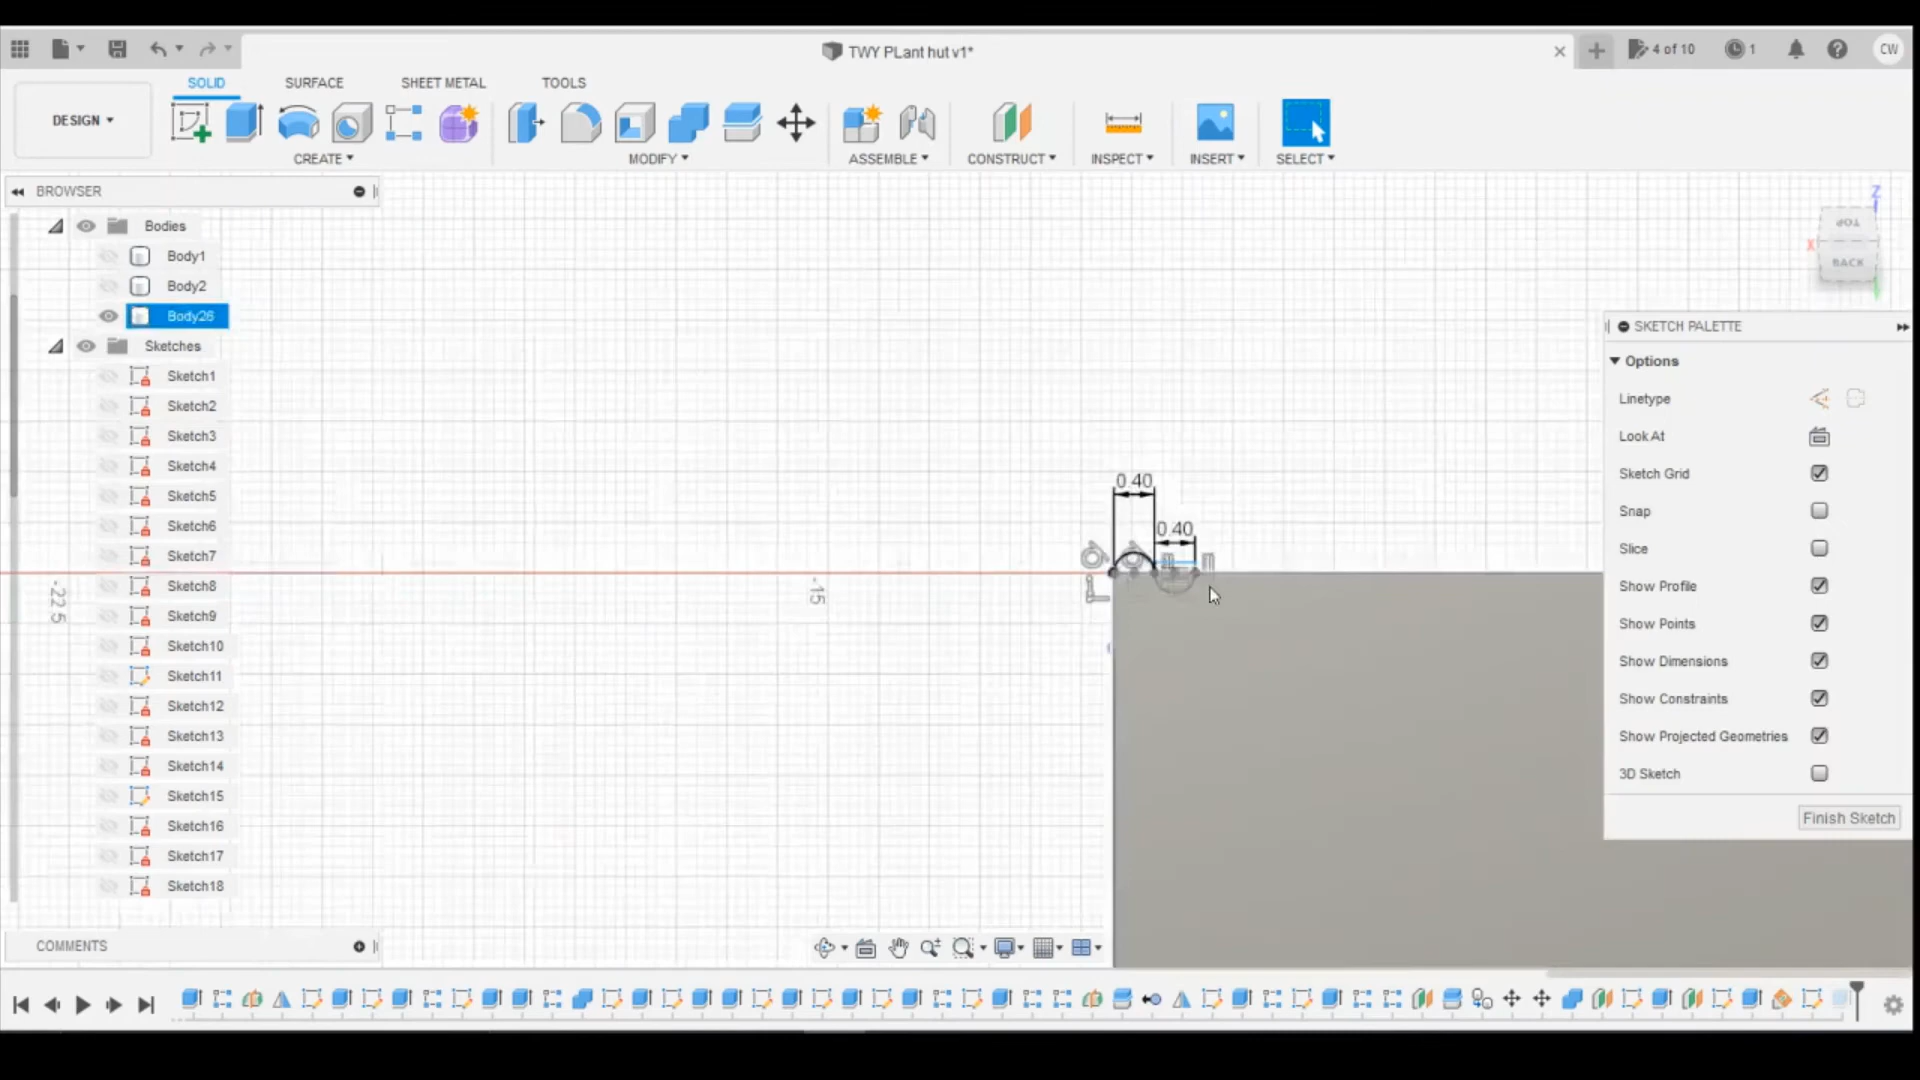 TWY PLant hut v1*
4 of 10
1
CW
SOLID
SURFACE
SHEET METAL
TOOLS
DESIGN
CREATE
MODIFY
ASSEMBLE
CONSTRUCT
INSPECT
INSERT
SELECT
BROWSER
Bodies
Body1
Body2
Body26
Sketches
Sketch1
Sketch2
Sketch3
Sketch4
Sketch5
Sketch6
Sketch7
Sketch8
Sketch9
Sketch10
Sketch11
Sketch12
Sketch13
Sketch14
Sketch15
Sketch16
Sketch17
Sketch18
COMMENTS
-22.5
-15
0.40
0.40
Z
X
TOP
BACK
SKETCH PALETTE
Options
Linetype
Look At
Sketch Grid
Snap
Slice
Show Profile
Show Points
Show Dimensions
Show Constraints
Show Projected Geometries
3D Sketch
Finish Sketch